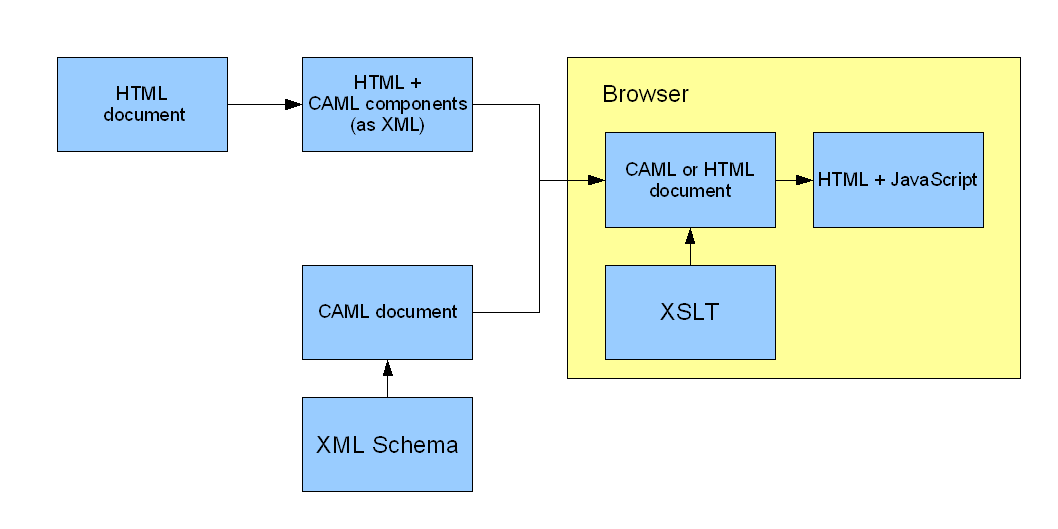 HTML
document
HTML +
CAML components
(as XML)
Browser
CAML or HTML
document
HTML + JavaScript
CAML document
XSLT
XML Schema